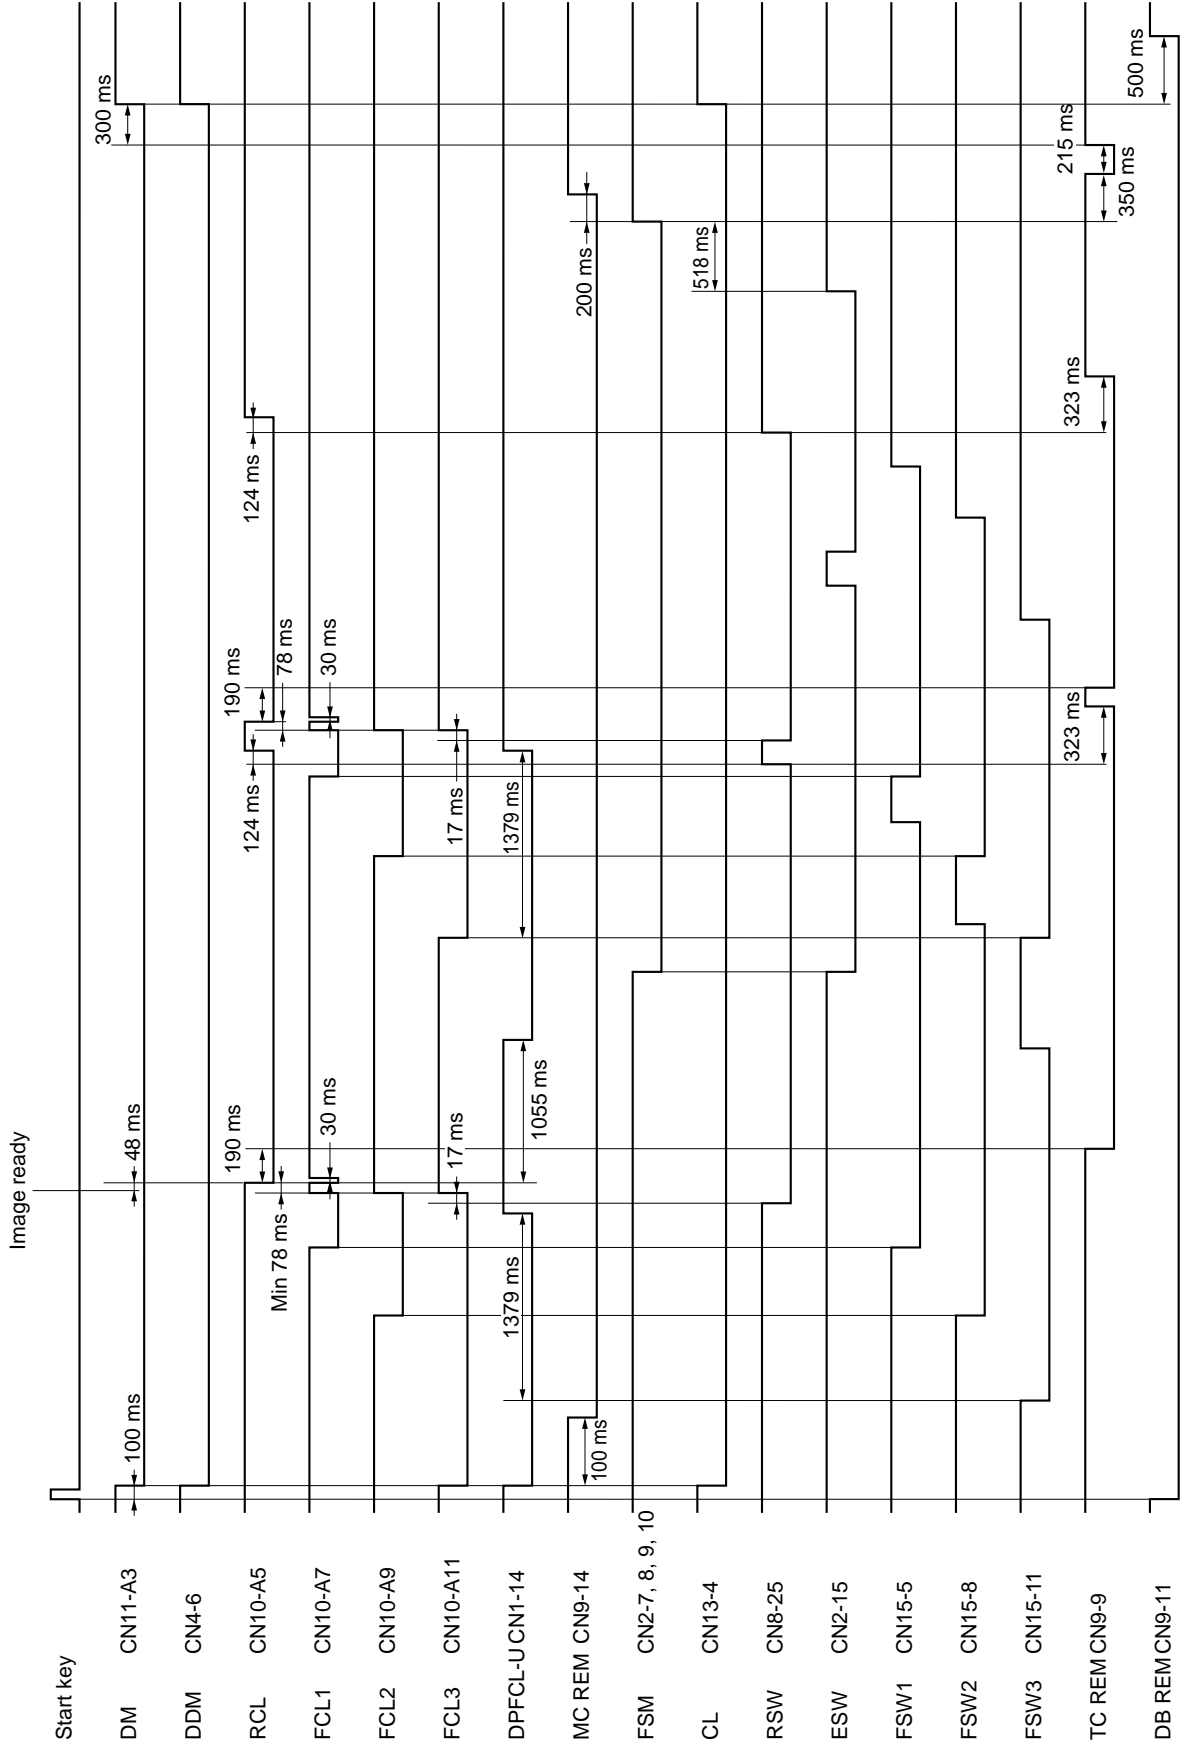 Image ready
Start key
DM CN11-A3
100 ms
48 ms
300 ms
DDM CN4-6
RCL CN10-A5
Min 78 ms
190 ms
124 ms
190 ms
78 ms
124 ms
FCL1 CN10-A7
30 ms
30 ms
FCL2 CN10-A9
FCL3 CN10-A11
17 ms
17 ms
DPFCL-U CN1-14
1379 ms
1055 ms
1379 ms
MC REM CN9-14
100 ms
200 ms
FSM CN2-7, 8, 9, 10
CL CN13-4
518 ms
RSW CN8-25
ESW CN2-15
FSW1 CN15-5
FSW2 CN15-8
FSW3 CN15-11
TC REM CN9-9
323 ms
323 ms
350 ms
215 ms
DB REM CN9-11
500 ms